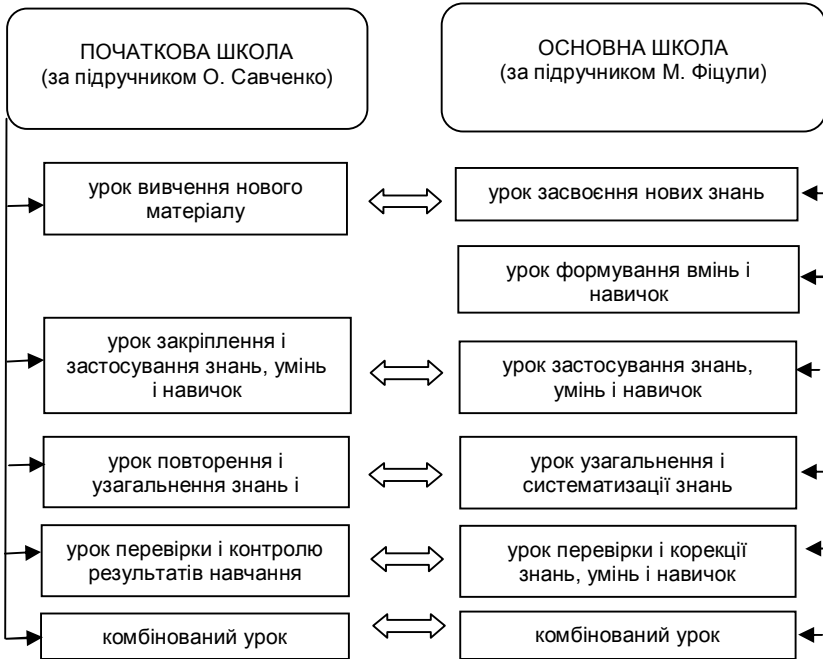 ПОЧАТКОВА ШКОЛА
(за підручником О. Савченко)
ОСНОВНА ШКОЛА
(за підручником М. Фіцули)
урок вивчення нового
матеріалу
урок засвоєння нових знань
урок формування вмінь і
навичок
урок закріплення і
застосування знань, умінь
і навичок
урок застосування знань,
умінь і навичок
урок повторення і
узагальнення знань і
урок узагальнення і
систематизації знань
урок перевірки і контролю
результатів навчання
урок перевірки і корекції
знань, умінь і навичок
комбінований урок
комбінований урок